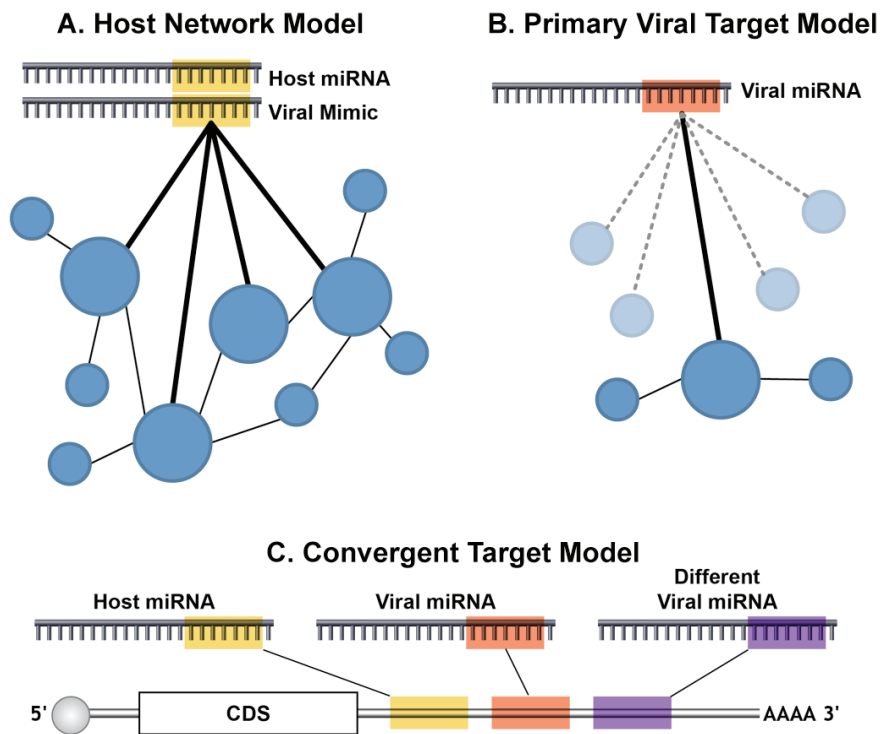 A. Host Network Model
Host miRNA
Viral Mimic
B. Primary Viral Target Model
Viral miRNA
C. Convergent Target Model
Host miRNA
Viral miRNA
Different
Viral miRNA
5'
CDS
AAAA 3'